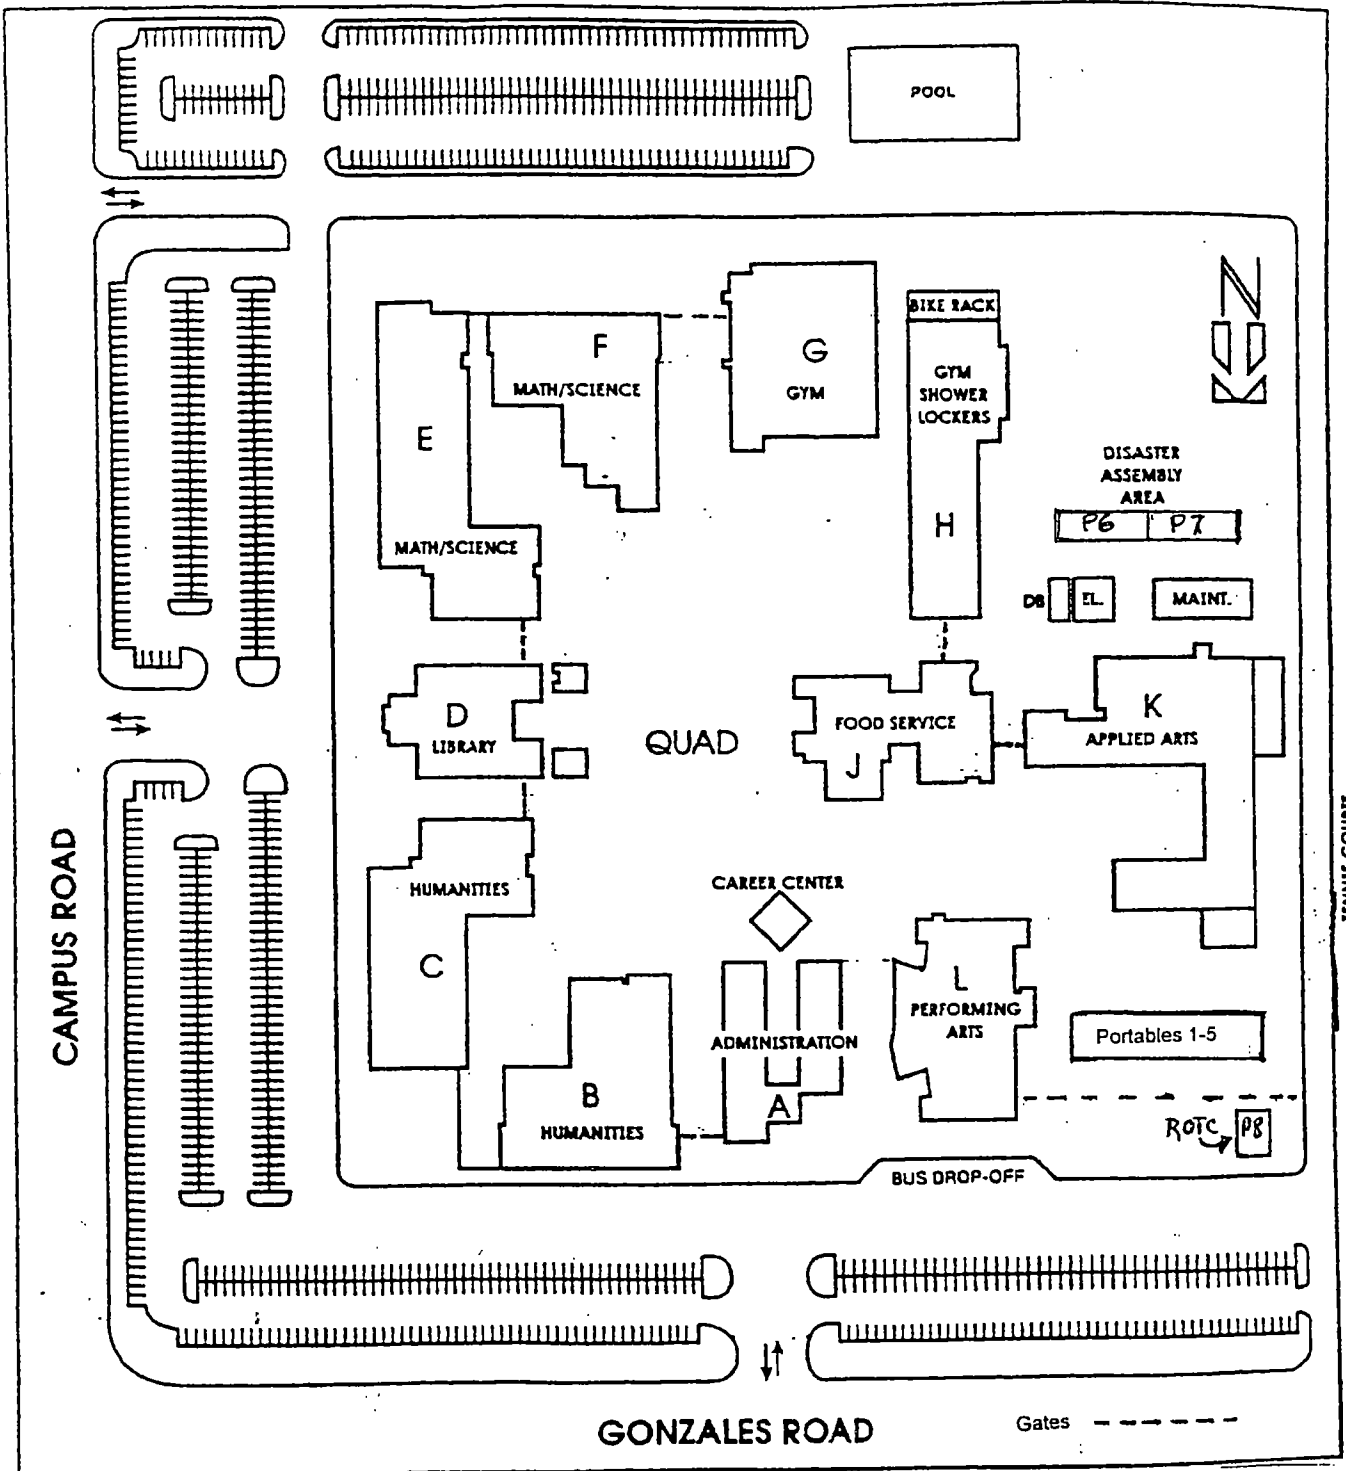 POOL
N
BIKE RACK
F
G
GYM
SHOWER
LOCKERS
MATH/SCIENCE
GYM
E
DISASTER
ASSEMBLY
AREA
P6 P7
H
MATH/SCIENCE
DB EL. MAINT.
D
LIBRARY
QUAD
FOOD SERVICE
J
K
APPLIED ARTS
TENNIS COURTS
CAMPUS ROAD
HUMANITIES
CAREER CENTER
C
L
PERFORMING
ARTS
ADMINISTRATION
Portables 1-5
B
A
HUMANITIES
ROTC P8
BUS DROP-OFF
GONZALES ROAD
Gates